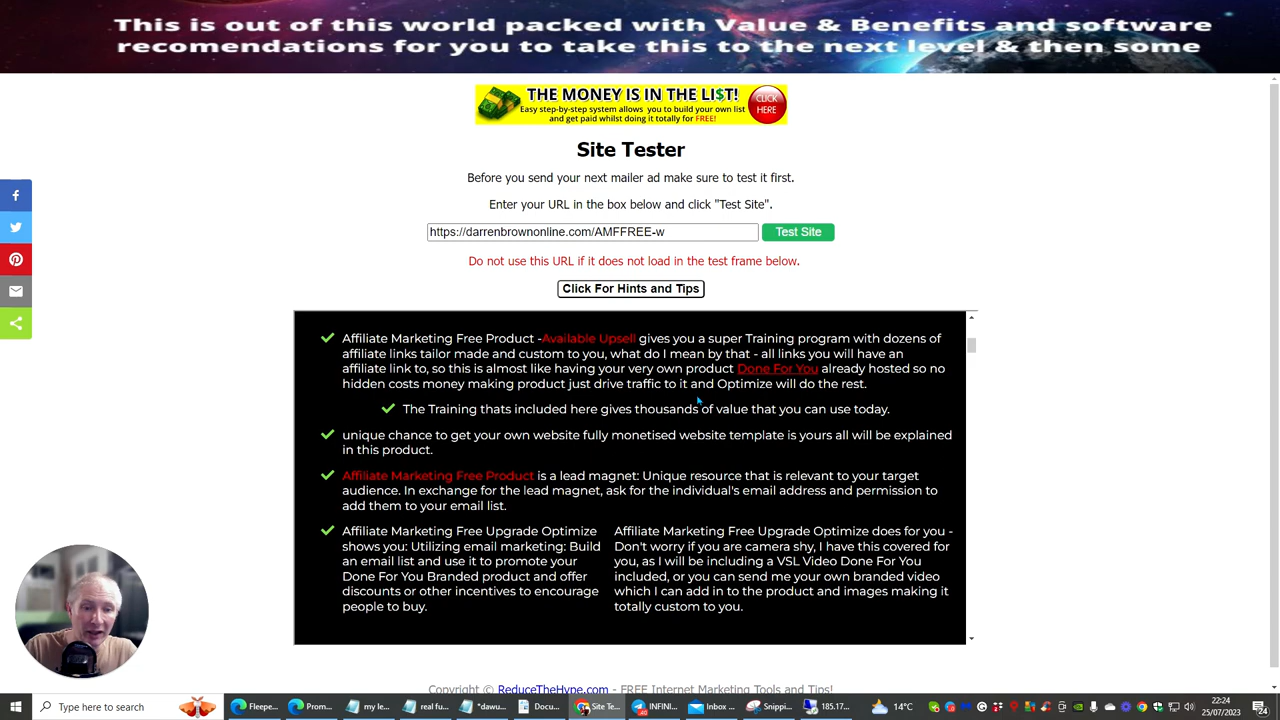 This is out of this world packed with Value & Benefits and software
recomendations for you to take this to the next level & then some
THE MONEY IS IN THE LI$T!
Easy step-by-step system allows you to build your own list
and get paid whilst doing it totally for FREE!
CLICK
HERE
Site Tester
Before you send your next mailer ad make sure to test it first.
Enter your URL in the box below and click "Test Site".
https://darrenbrownonline.com/AMFFREE-w
Test Site
Do not use this URL if it does not load in the test frame below.
Click For Hints and Tips
Affiliate Marketing Free Product -Available Upsell gives you a super Training program with dozens of
affiliate links tailor made and custom to you, what do I mean by that - all links you will have an
affiliate link to, so this is almost like having your very own product Done For You already hosted so no
hidden costs money making product just drive traffic to it and Optimize will do the rest.
The Training thats included here gives thousands of value that you can use today.
unique chance to get your own website fully monetised website template is yours all will be explained
in this product.
Affiliate Marketing Free Product is a lead magnet: Unique resource that is relevant to your target
audience. In exchange for the lead magnet, ask for the individual's email address and permission to
add them to your email list.
Affiliate Marketing Free Upgrade Optimize
shows you: Utilizing email marketing: Build
an email list and use it to promote your
Done For You Branded product and offer
discounts or other incentives to encourage
people to buy.
Affiliate Marketing Free Upgrade Optimize does for you -
Don't worry if you are camera shy, I have this covered for
you, as I will be including a VSL Video Done For You
included, or you can send me your own branded video
which I can add in to the product and images making it
totally custom to you.
Copyright © ReduceTheHype.com - FREE Internet Marketing Tools and Tips!
Type here to search
Fleepe...
Prom...
my le...
real fu...
*dawu...
Docu...
Site Te...
INFINI...
Inbox ...
Snippi...
185.17...
14°C
22:24
25/07/2023